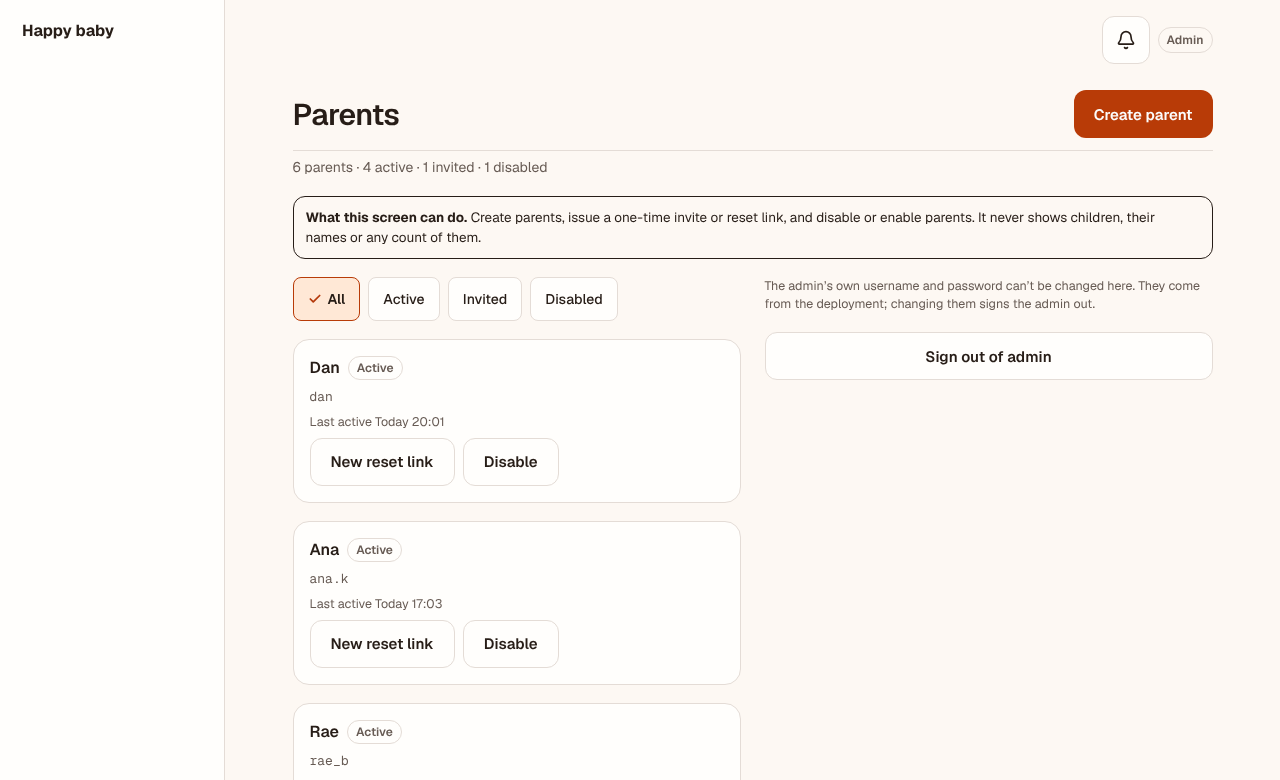 Happy baby
Admin
Parents
Create parent
6 parents · 4 active · 1 invited · 1 disabled
What this screen can do. Create parents, issue a one-time invite or reset link, and disable or enable parents. It never shows children, their
names or any count of them.
All
Active
Invited
Disabled
The admin’s own username and password can’t be changed here. They come
from the deployment; changing them signs the admin out.
Sign out of admin
Dan
Active
dan
Last active Today 20:01
New reset link
Disable
Ana
Active
ana.k
Last active Today 17:03
New reset link
Disable
Rae
Active
rae_b